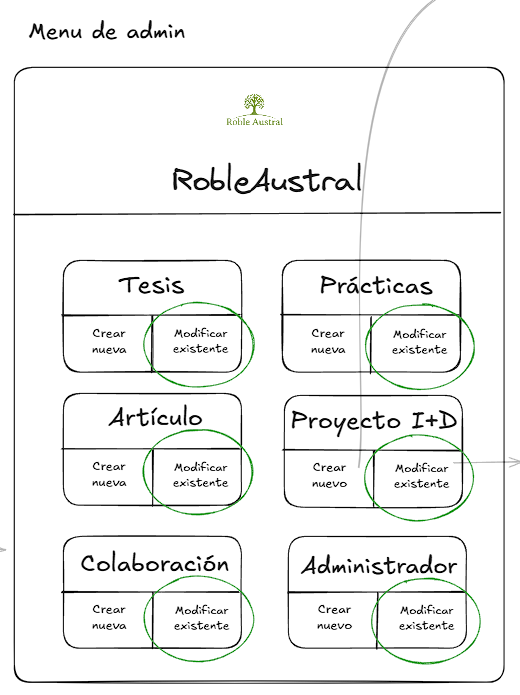 Menu de admin
Roble Austral
RobleAustral
Tesis
Crear
nueva
Modificar
existente
Prácticas
Crear
nueva
Modificar
existente
Artículo
Crear
nueva
Modificar
existente
Proyecto I+D
Crear
nuevo
Modificar
existente
Colaboración
Crear
nueva
Modificar
existente
Administrador
Crear
nuevo
Modificar
existente